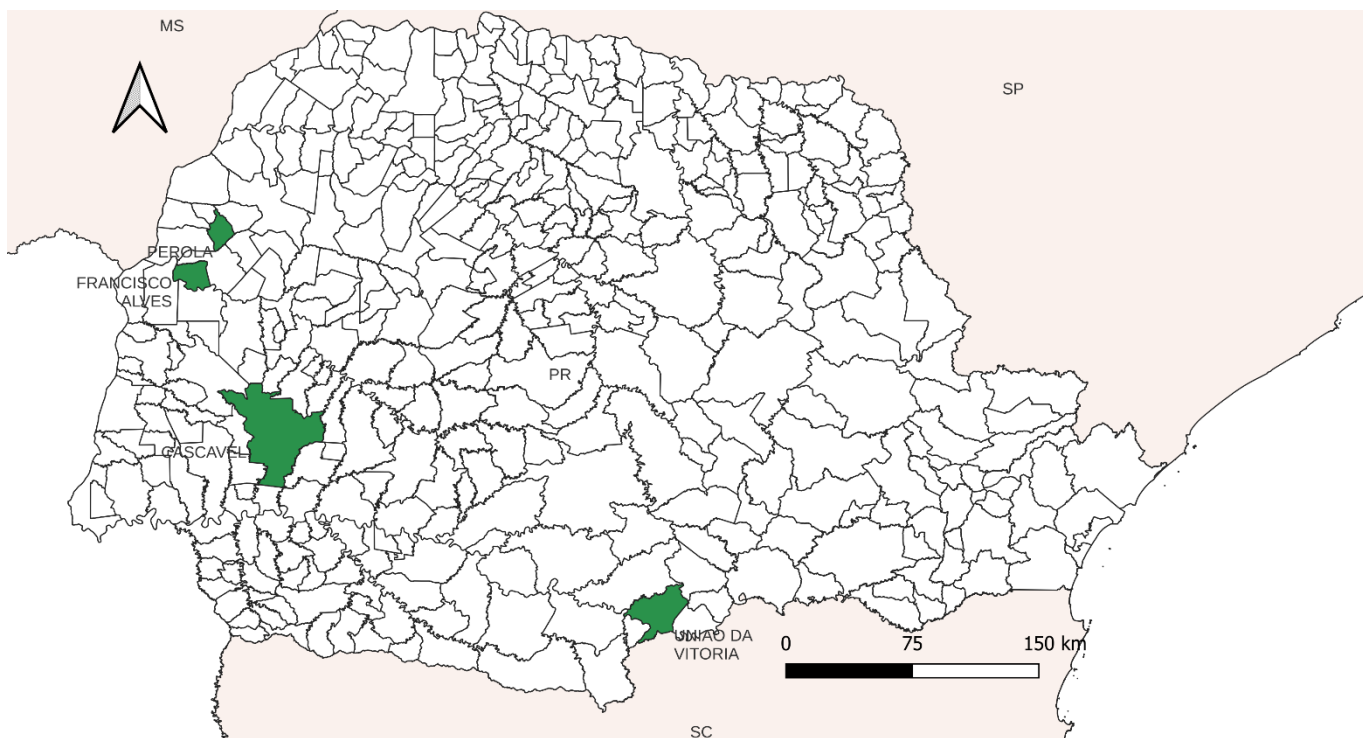 MS
SP
PEROLA
FRANCISCO
ALVES
PR
CASCAVEL
UNIAO DA
VITORIA
0 75 150 km
SC